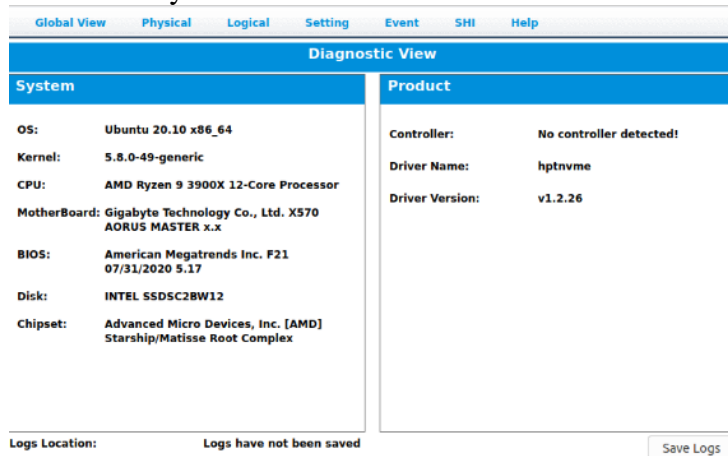 Global View Physical Logical Setting Event SHI Help
Diagnostic View
System
OS: Ubuntu 20.10 x86_64
Kernel: 5.8.0-49-generic
CPU: AMD Ryzen 9 3900X 12-Core Processor
MotherBoard: Gigabyte Technology Co., Ltd. X570
AORUS MASTER x.x
BIOS: American Megatrends Inc. F21
07/31/2020 5.17
Disk: INTEL SSDSC2BW12
Chipset: Advanced Micro Devices, Inc. [AMD]
Starship/Matisse Root Complex
Product
Controller: No controller detected!
Driver Name: hptnvme
Driver Version: v1.2.26
Logs Location: Logs have not been saved
Save Logs